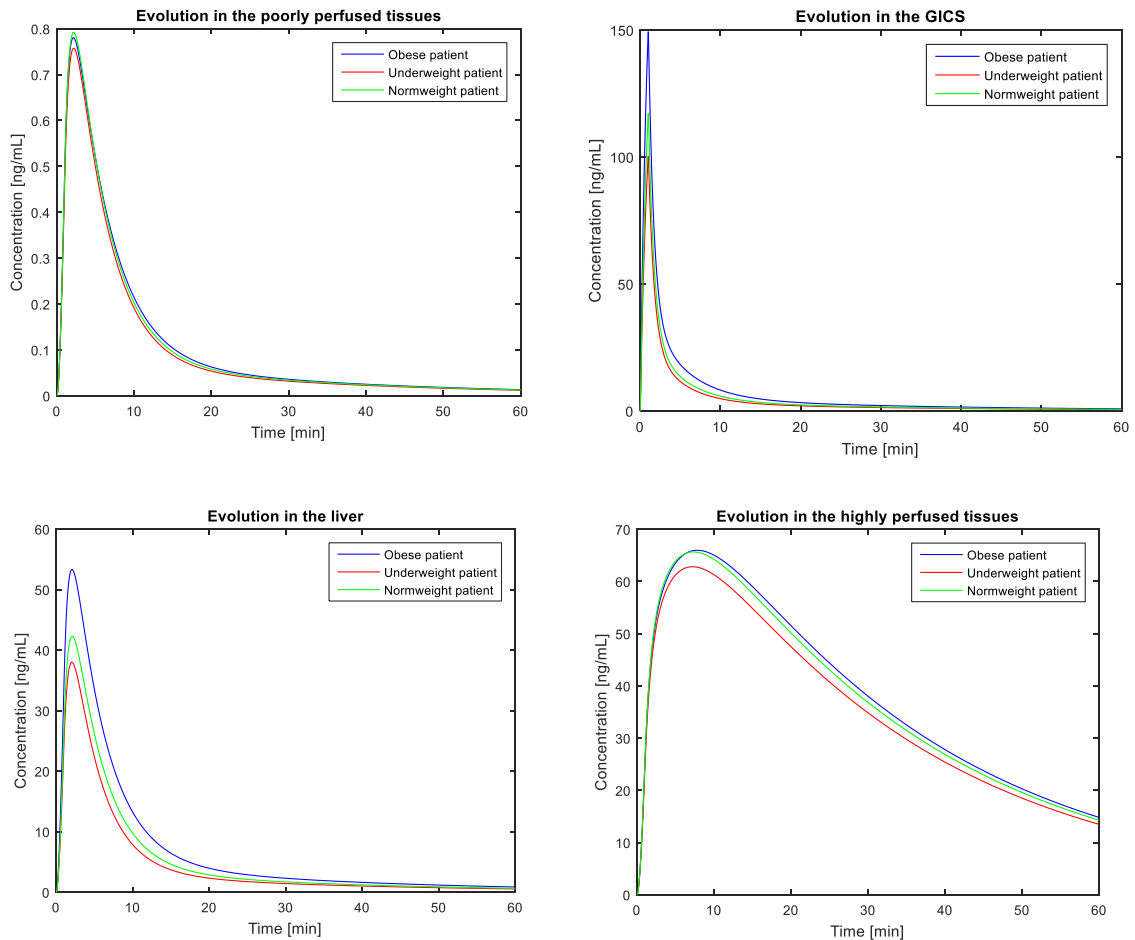 Evolution in the poorly perfused tissues
Concentration [ng/mL]
0.8
0.7
0.6
0.5
0.4
0.3
0.2
0.1
0
Obese patient
Underweight patient
Normweight patient
0 10 20 30 40 50 60
Time [min]
Evolution in the GICS
Concentration [ng/mL]
150
100
50
0
Obese patient
Underweight patient
Normweight patient
0 10 20 30 40 50 60
Time [min]
Evolution in the liver
Concentration [ng/mL]
60
50
40
30
20
10
0
Obese patient
Underweight patient
Normweight patient
0 10 20 30 40 50 60
Time [min]
Evolution in the highly perfused tissues
Concentration [ng/mL]
70
60
50
40
30
20
10
0
Obese patient
Underweight patient
Normweight patient
0 10 20 30 40 50 60
Time [min]